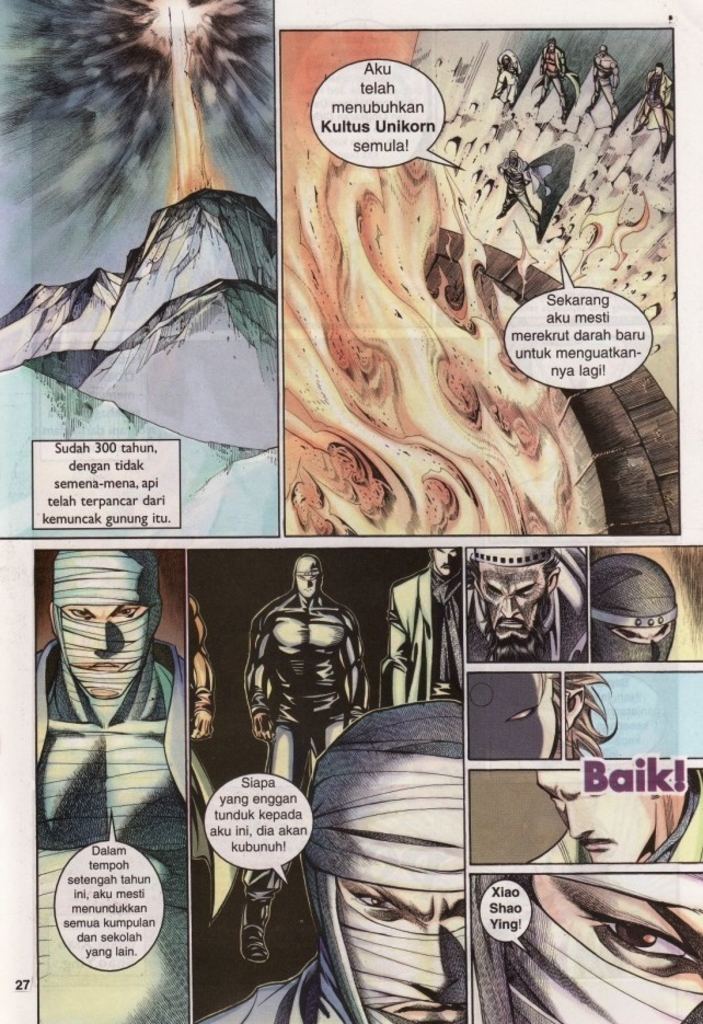 Aku
telah
menubuhkan
Kultus Unikorn
semula!
Sekarang
aku mesti
merekrut darah baru
untuk menguatkan-
nya lagi!
Sudah 300 tahun,
dengan tidak
semena-mena, api
telah terpancar dari
kemuncak gunung itu.
Dalam
tempoh
setengah tahun
ini, aku mesti
menundukkan
semua kumpulan
dan sekolah
yang lain.
Siapa
yang enggan
tunduk kepada
aku ini, dia akan
kubunuh!
Baik!
Xiao
Shao
Ying!
27